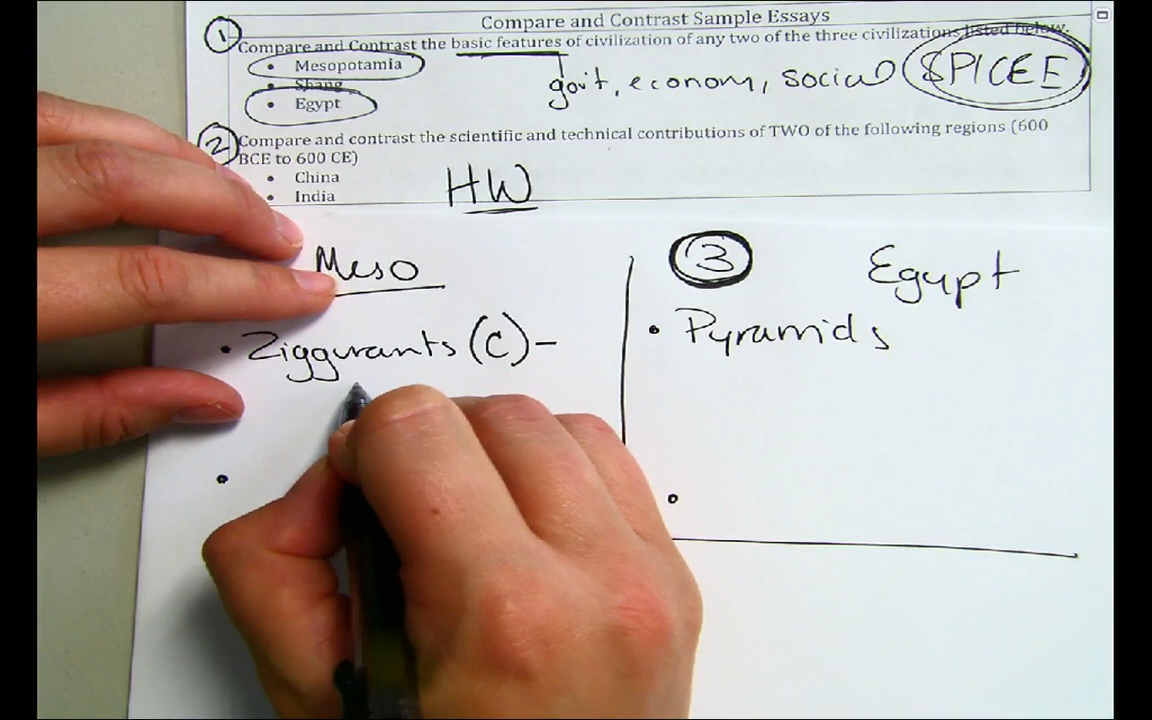 Compare and Contrast Sample Essays
1
Compare and Contrast the basic features of civilization of any two of the three civilizations listed below.
• Mesopotamia
gov't, econom, social SPICEE
• Shang
• Egypt
2
Compare and contrast the scientific and technical contributions of TWO of the following regions (600
BCE to 600 CE)
• China
• India
HW
Meso
3 Egypt
• Ziggurants (C) –
• Pyramids
•
•